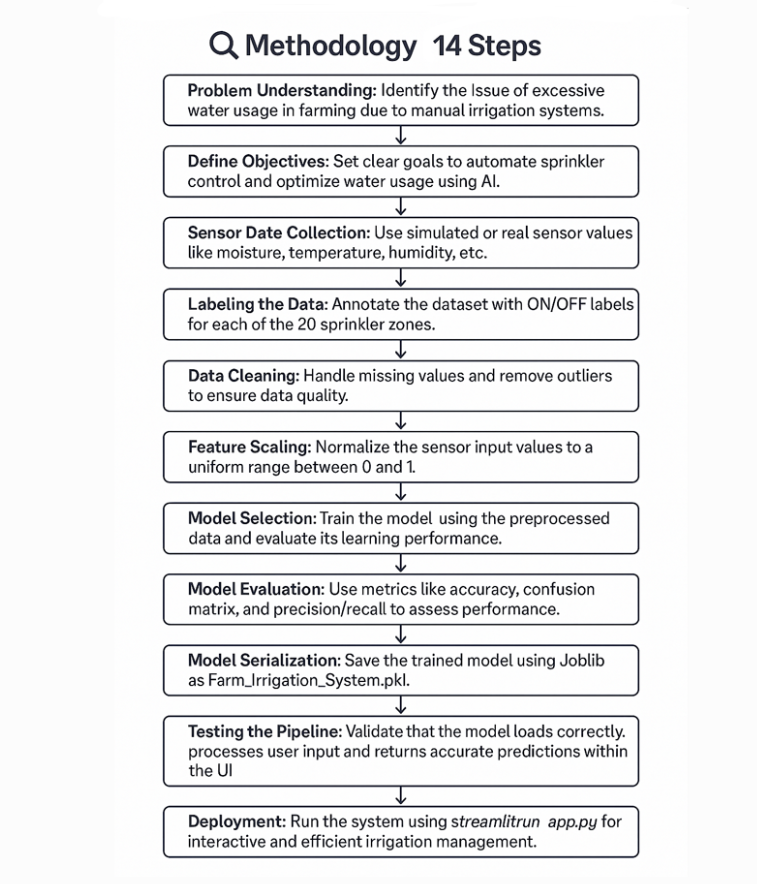 Methodology 14 Steps
Problem Understanding: Identify the Issue of excessive
water usage in farming due to manual irrigation systems.
Define Objectives: Set clear goals to automate sprinkler
control and optimize water usage using AI.
Sensor Date Collection: Use simulated or real sensor values
like moisture, temperature, humidity, etc.
Labeling the Data: Annotate the dataset with ON/OFF labels
for each of the 20 sprinkler zones.
Data Cleaning: Handle missing values and remove outliers
to ensure data quality.
Feature Scaling: Normalize the sensor input values to a
uniform range between 0 and 1.
Model Selection: Train the model using the preprocessed
data and evaluate its learning performance.
Model Evaluation: Use metrics like accuracy, confusion
matrix, and precision/recall to assess performance.
Model Serialization: Save the trained model using Joblib
as Farm_Irrigation_System.pkl.
Testing the Pipeline: Validate that the model loads correctly.
processes user input and returns accurate predictions within
the UI
Deployment: Run the system using streamlitrun app.py for
interactive and efficient irrigation management.